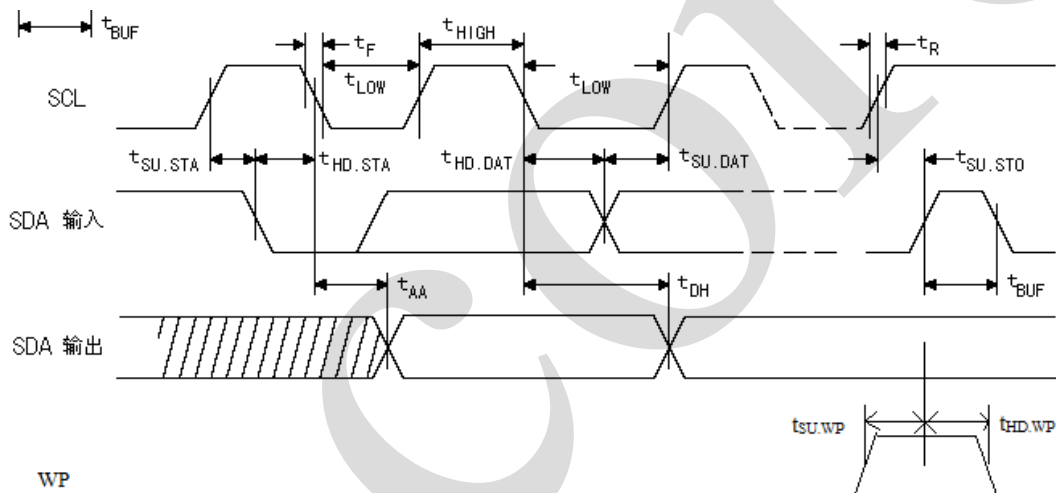 tBUF
tF
tHIGH
tR
SCL
tLOW
tLOW
tSU.STA
tHD.STA
tHD.DAT
tSU.DAT
tSU.STO
SDA 输入
tAA
tDH
tBUF
SDA 输出
tSU.WP
tHD.WP
WP